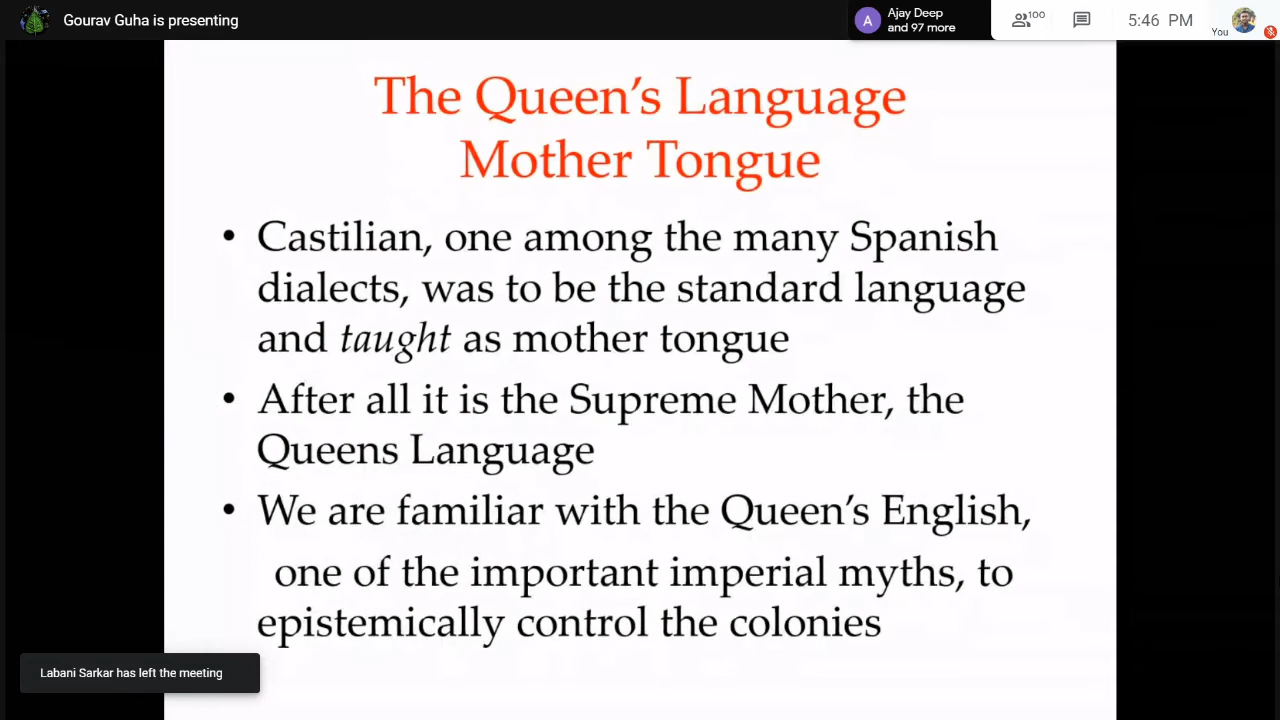 Gourav Guha is presenting
A
Ajay Deep
and 97 more
100
5:46 PM
You
The Queen's Language
Mother Tongue
• Castilian, one among the many Spanish
dialects, was to be the standard language
and taught as mother tongue
• After all it is the Supreme Mother, the
Queens Language
• We are familiar with the Queen's English,
one of the important imperial myths, to
epistemically control the colonies
Labani Sarkar has left the meeting